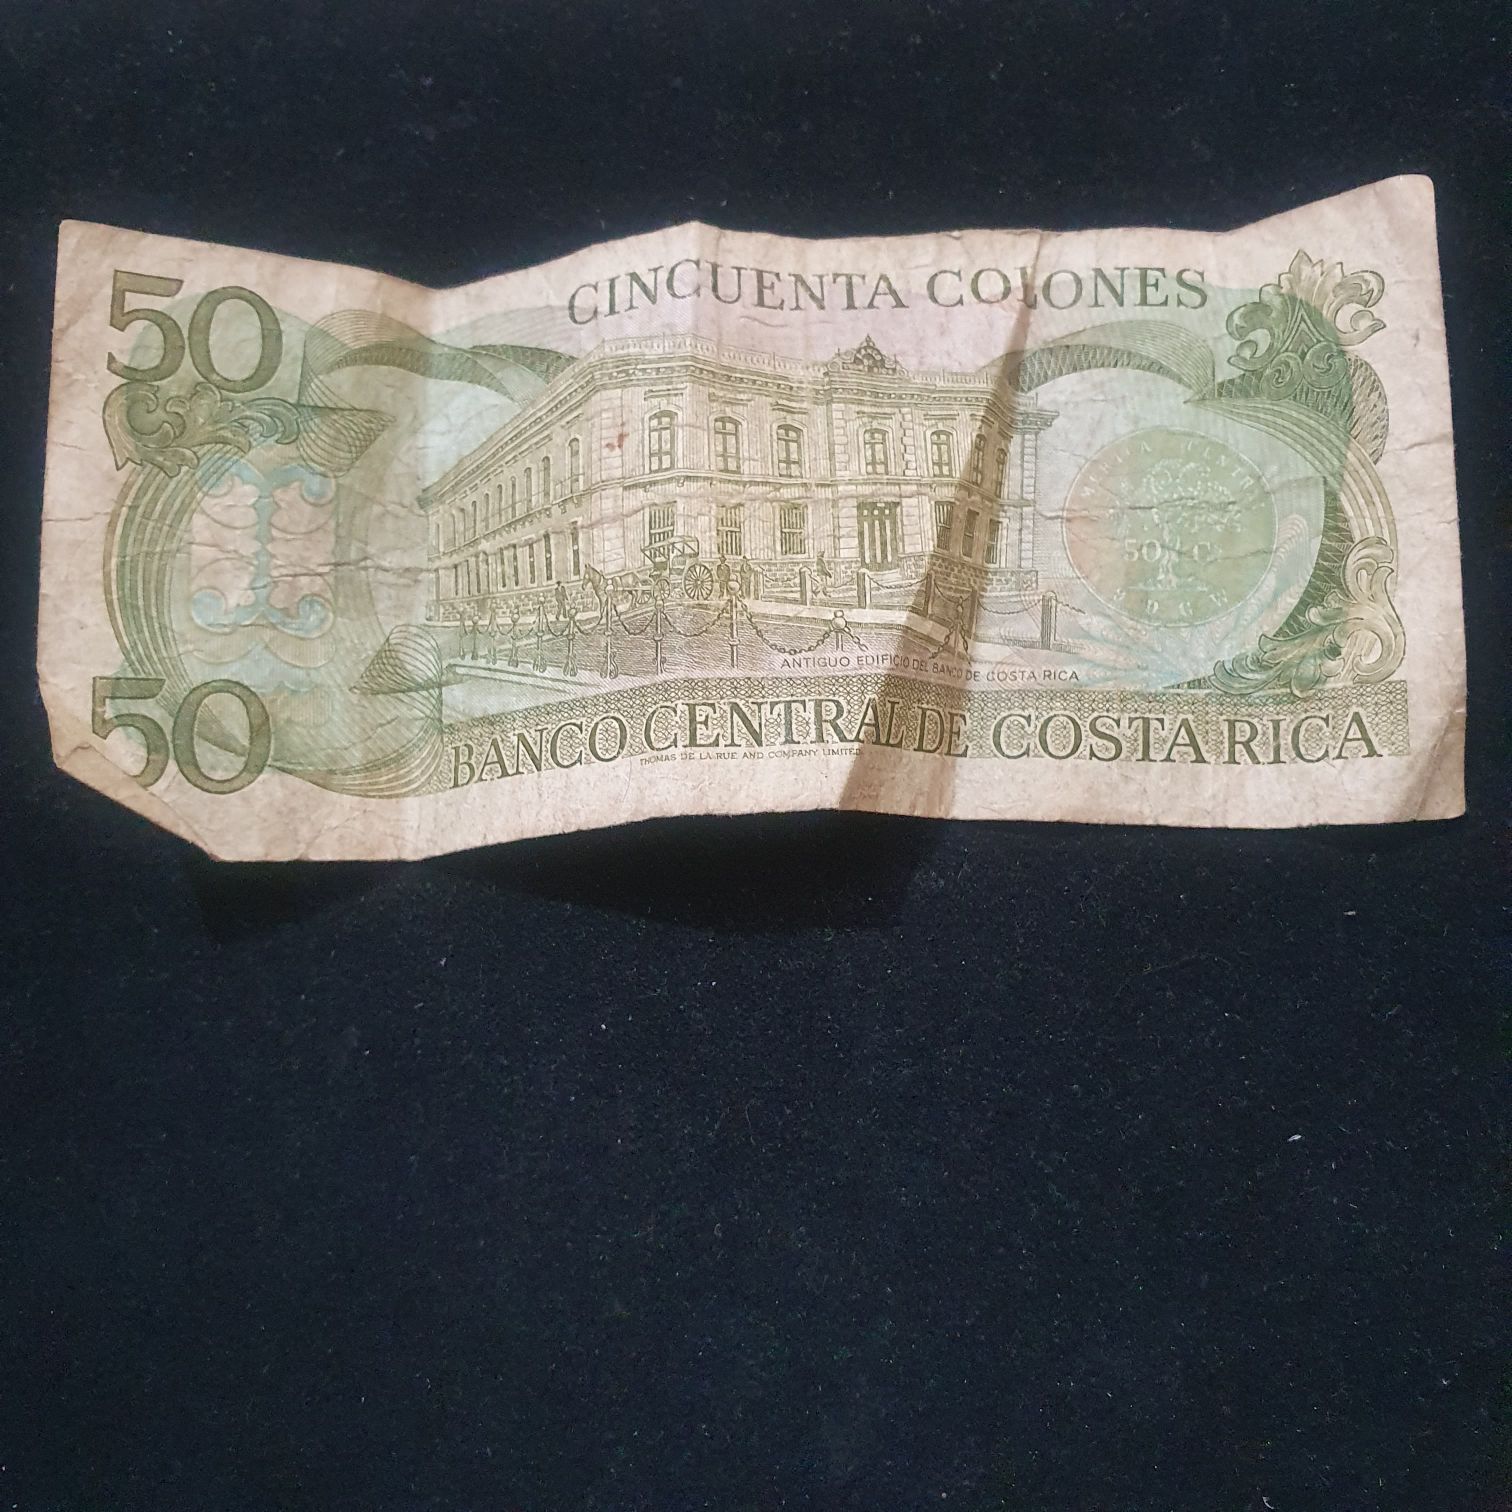 50
CINCUENTA COLONES
50 C
ANTIGUO EDIFICIO DEL BANCO DE COSTA RICA
50
BANCO CENTRAL DE COSTA RICA
THOMAS DE LA RUE AND COMPANY LIMITED